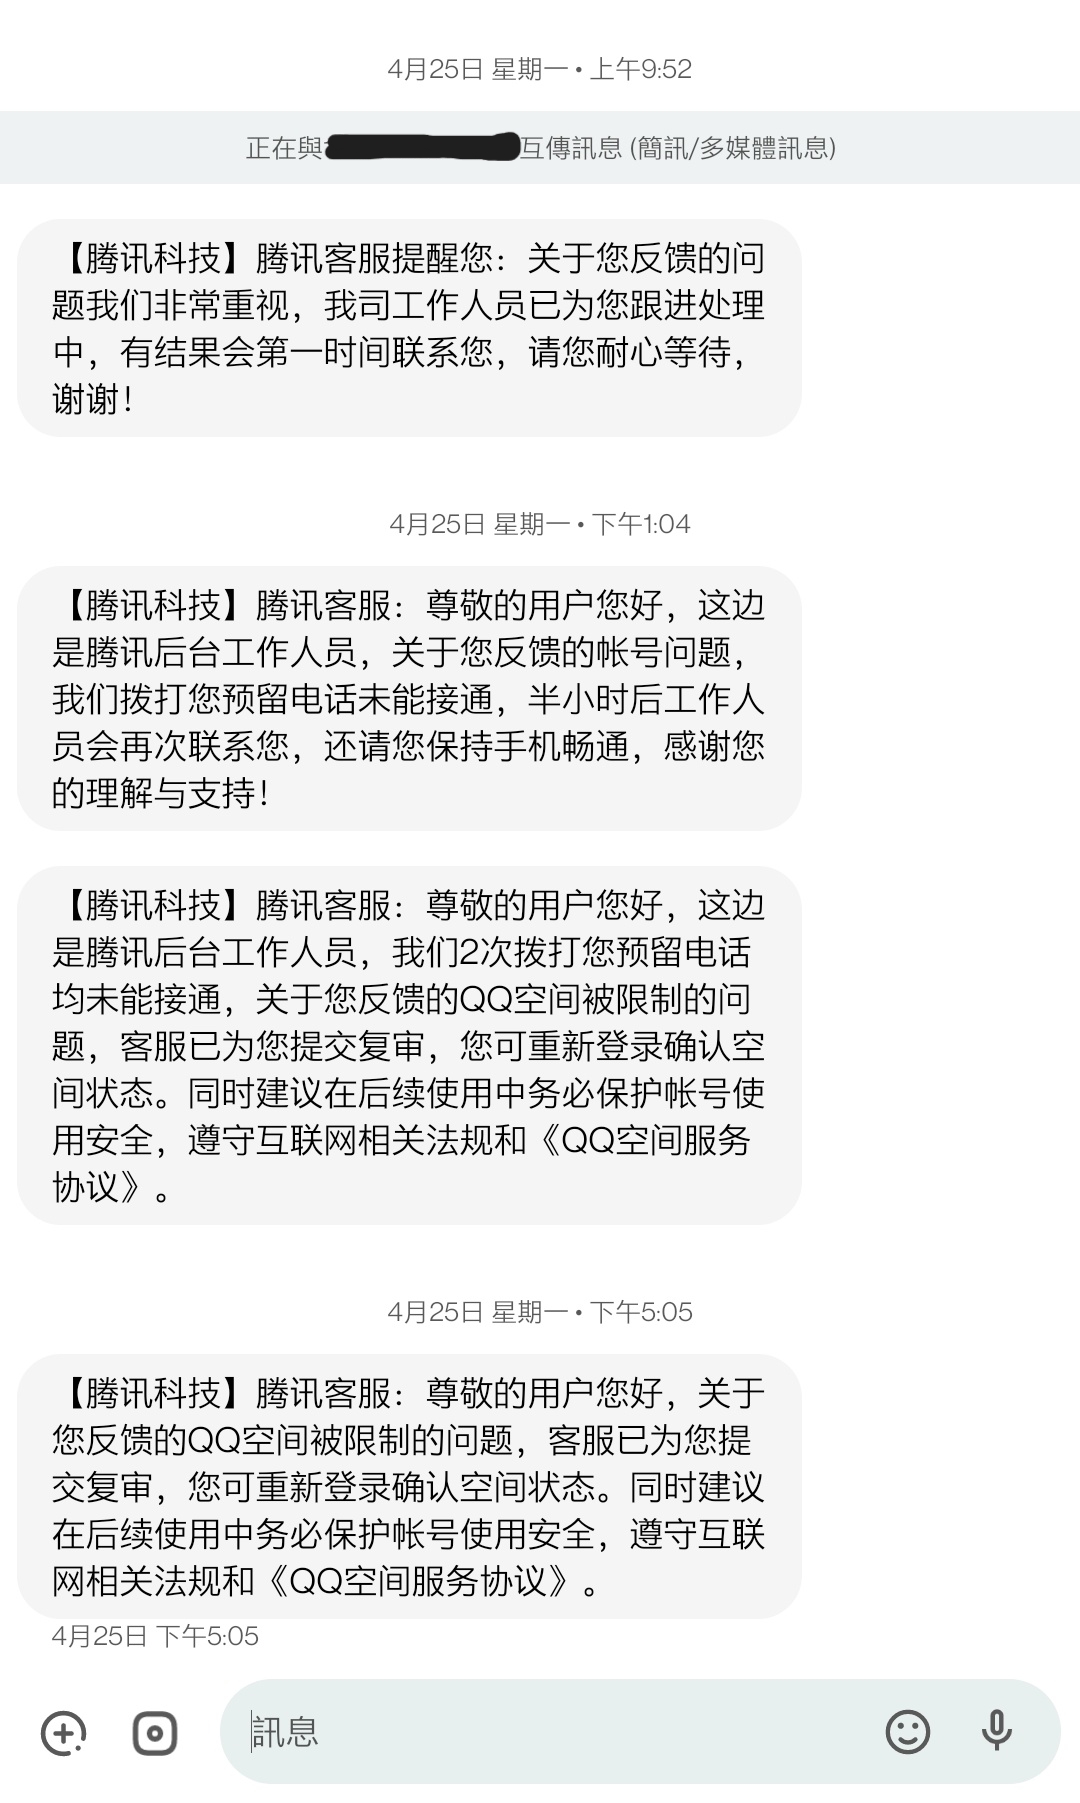 4月25日 星期一 • 上午9:52
正在與 互傳訊息 (簡訊/多媒體訊息)
【腾讯科技】腾讯客服提醒您：关于您反馈的问
题我们非常重视，我司工作人员已为您跟进处理
中，有结果会第一时间联系您，请您耐心等待，
谢谢！
4月25日 星期一 • 下午1:04
【腾讯科技】腾讯客服：尊敬的用户您好，这边
是腾讯后台工作人员，关于您反馈的帐号问题，
我们拨打您预留电话未能接通，半小时后工作人
员会再次联系您，还请您保持手机畅通，感谢您
的理解与支持！
【腾讯科技】腾讯客服：尊敬的用户您好，这边
是腾讯后台工作人员，我们2次拨打您预留电话
均未能接通，关于您反馈的QQ空间被限制的问
题，客服已为您提交复审，您可重新登录确认空
间状态。同时建议在后续使用中务必保护帐号使
用安全，遵守互联网相关法规和《QQ空间服务
协议》。
4月25日 星期一 • 下午5:05
【腾讯科技】腾讯客服：尊敬的用户您好，关于
您反馈的QQ空间被限制的问题，客服已为您提
交复审，您可重新登录确认空间状态。同时建议
在后续使用中务必保护帐号使用安全，遵守互联
网相关法规和《QQ空间服务协议》。
4月25日 下午5:05
訊息